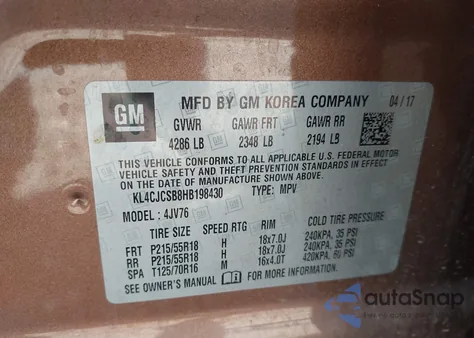 GM
MFD BY GM KOREA COMPANY 04 / 17
GVWR GAWR FRT GAWR RR
4286 LB 2348 LB 2194 LB
THIS VEHICLE CONFORMS TO ALL APPLICABLE U.S. FEDERAL MOTOR
VEHICLE SAFETY AND THEFT PREVENTION STANDARDS IN EFFECT
ON THE DATE OF MANUFACTURE SHOWN ABOVE.
KL4CJCSB8HB198430 TYPE : MPV
MODEL : 4JV76
TIRE SIZE SPEED RTG RIM COLD TIRE PRESSURE
FRT P215/55R18 H 18x7.0J 240KPA, 35 PSI
RR P215/55R18 H 18x7.0J 240KPA, 35 PSI
SPA T125/70R16 M 16x4.0T 420KPA, 60 PSI
SEE OWNER'S MANUAL FOR ADDITIONAL INFORMATION.
autoSnap